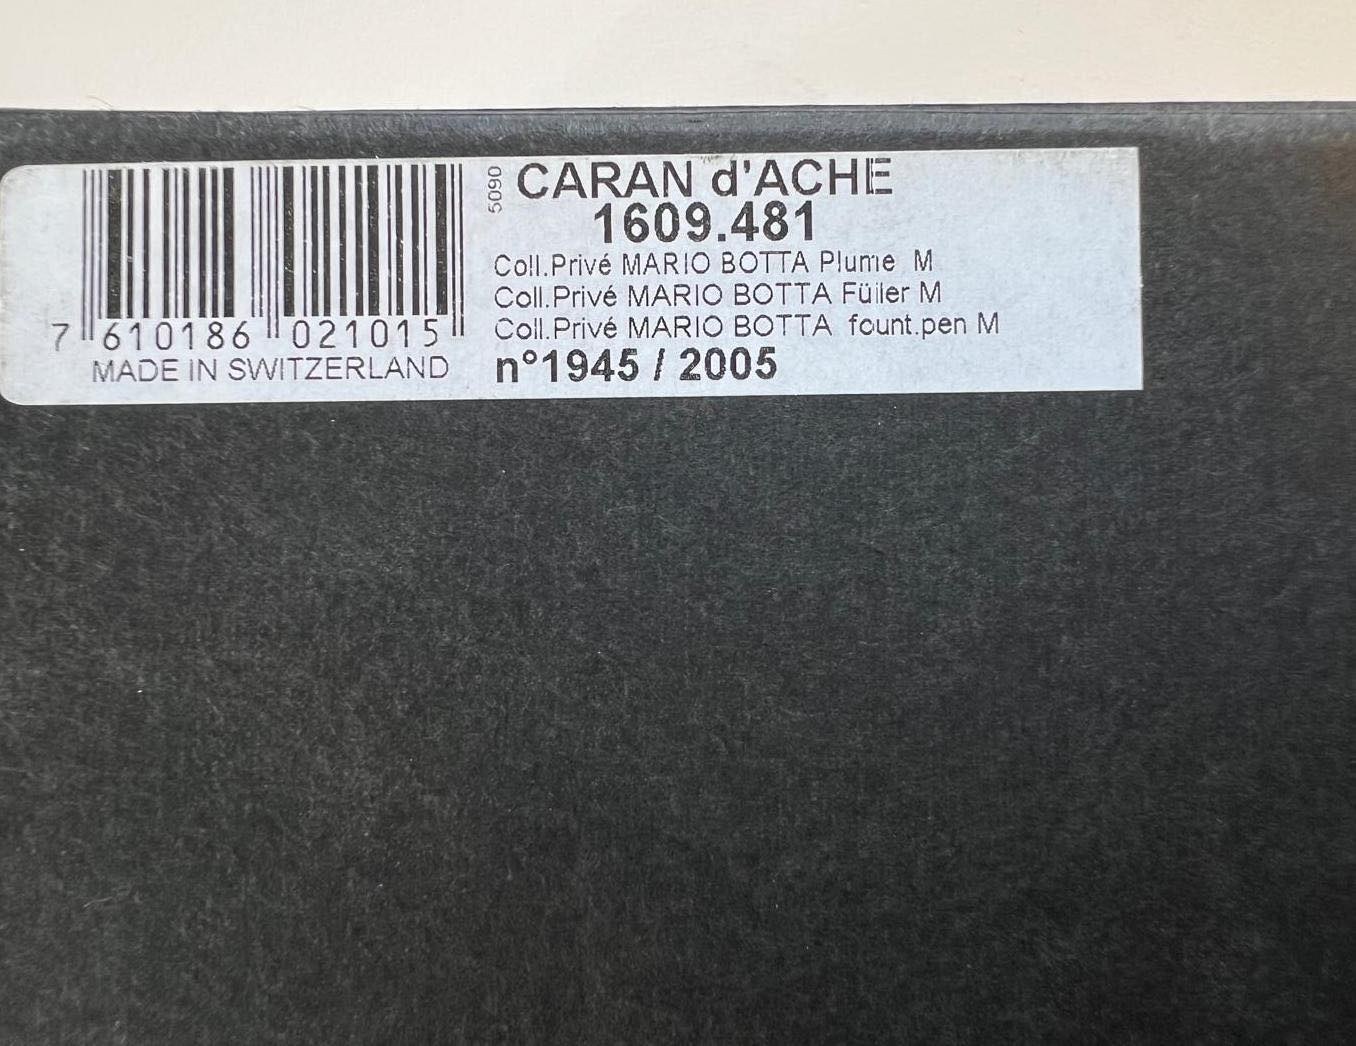 5090
CARAN d'ACHE
1609.481
Coll.Privé MARIO BOTTA Plume M
Coll.Privé MARIO BOTTA Füller M
Coll.Privé MARIO BOTTA fount.pen M
n°1945 / 2005
7 610186 021015
MADE IN SWITZERLAND